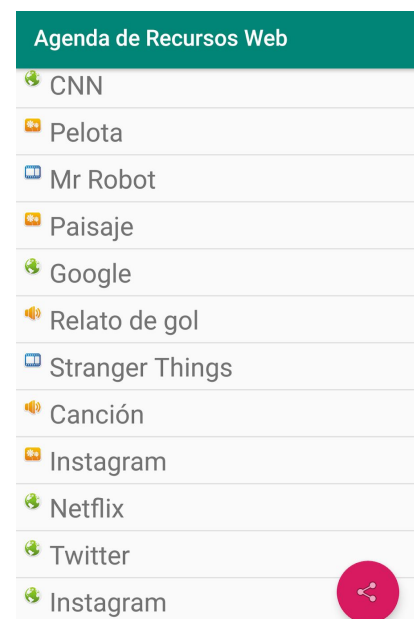 Agenda de Recursos Web
CNN
Pelota
Mr Robot
Paisaje
Google
Relato de gol
Stranger Things
Canción
Instagram
Netflix
Twitter
Instagram